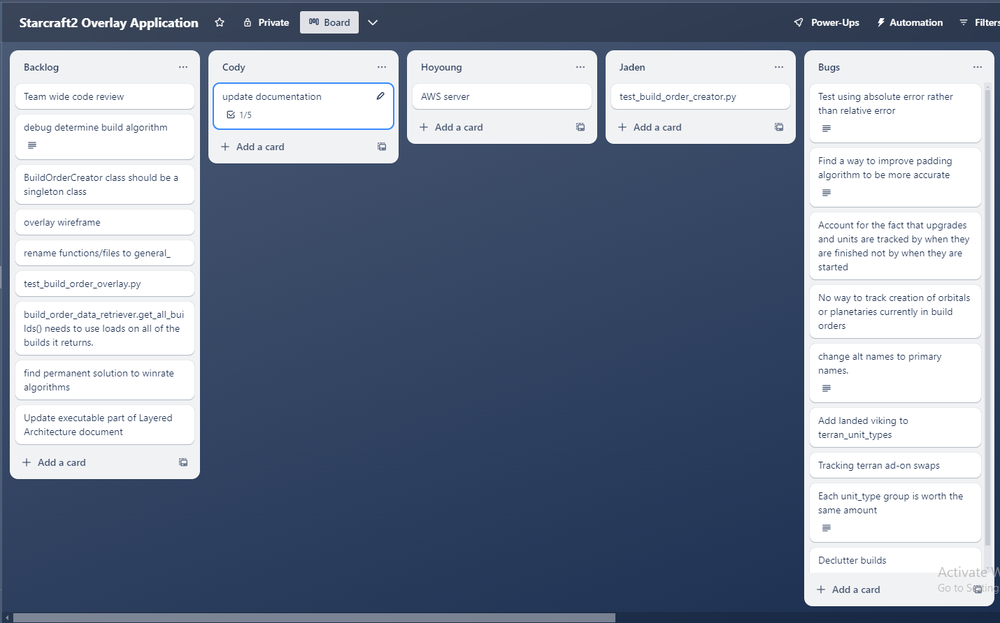 Starcraft2 Overlay Application
Private
Board
Power-Ups
Automation
Filters
Backlog
Team wide code review
debug determine build algorithm
BuildOrderCreator class should be a
singleton class
overlay wireframe
rename functions/files to general_
test_build_order_overlay.py
build_order_data_retriever.get_all_bui
lds() needs to use loads on all of the
builds it returns.
find permanent solution to winrate
algorithms
Update executable part of Layered
Architecture document
Add a card
Cody
update documentation
1/5
Add a card
Hoyoung
AWS server
Add a card
Jaden
test_build_order_creator.py
Add a card
Bugs
Test using absolute error rather
than relative error
Find a way to improve padding
algorithm to be more accurate
Account for the fact that upgrades
and units are tracked by when they
are finished not by when they are
started
No way to track creation of orbitals
or planetaries currently in build
orders
change alt names to primary
names.
Add landed viking to
terran_unit_types
Tracking terran ad-on swaps
Each unit_type group is worth the
same amount
Declutter builds
Add a card
Activate W
Go to Setting